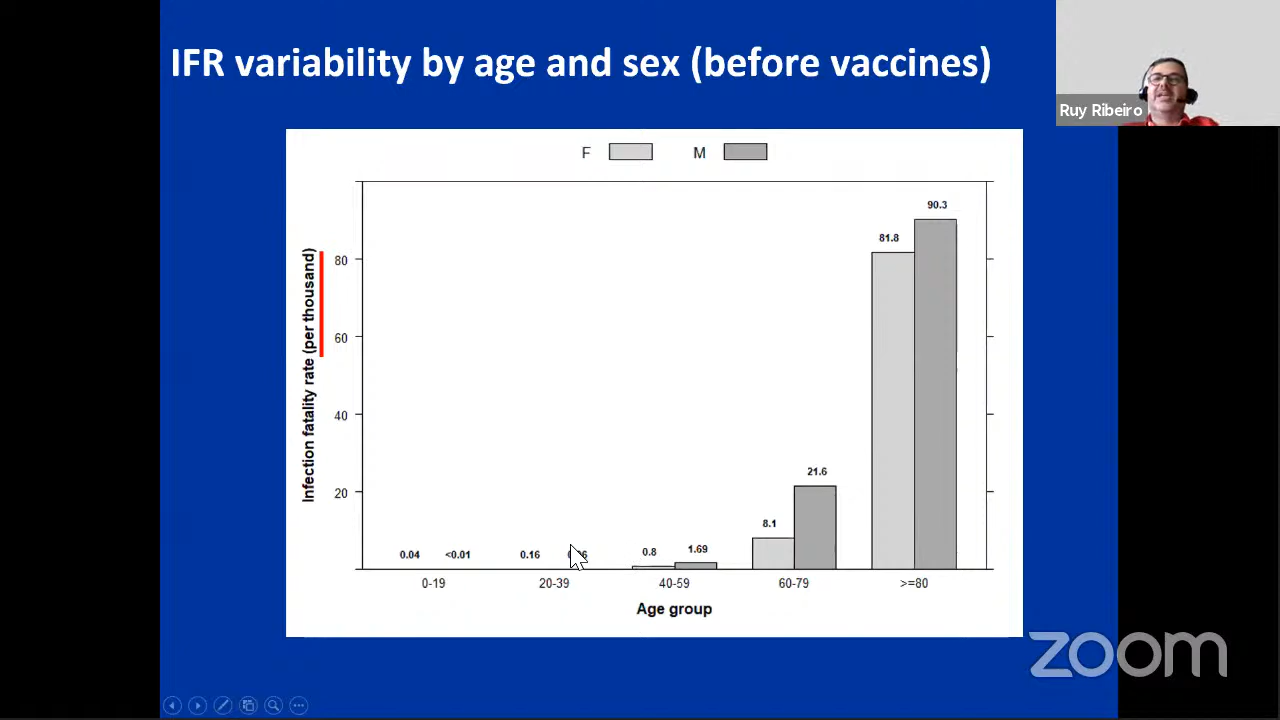 IFR variability by age and sex (before vaccines)
Ruy Ribeiro
F M
Infection fatality rate (per thousand)
80
60
40
20
0.04 <0.01 0.16 0.8 1.69 8.1 21.6 81.8 90.3
0-19 20-39 40-59 60-79 >=80
Age group
zoom